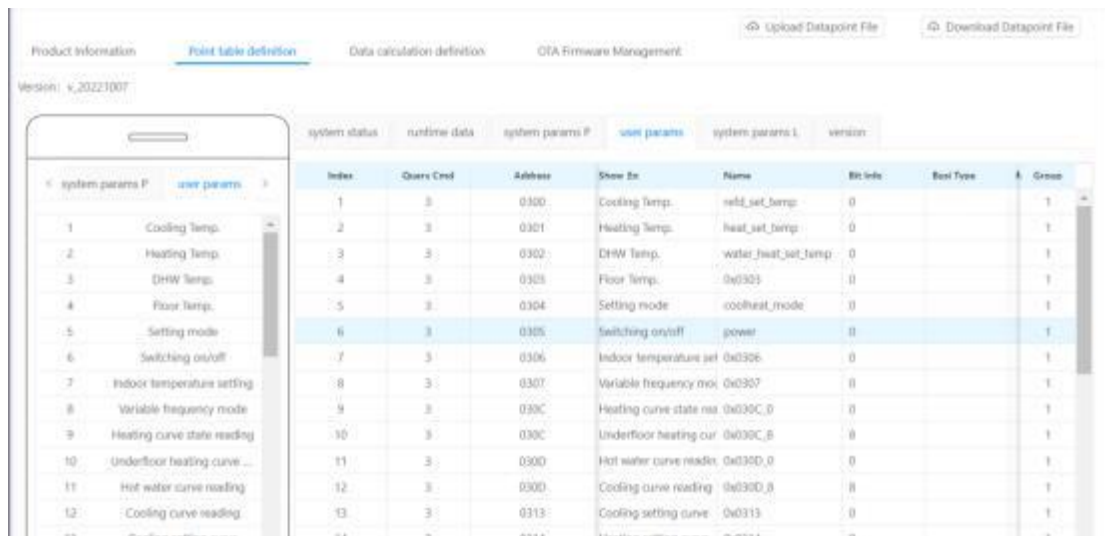 Upload Datapoint File Download Datapoint File
Product Information Point table definition Data calculation definition OTA Firmware Management
Version: v_20221007
system status runtime data system params P user params system params L version
< system params P user params >
Index Query Cmd Address Show En Name Bit Info Busi Type Group
1 3 0300 Cooling Temp. refd_set_temp 0 1
1 Cooling Temp.
2 3 0301 Heating Temp. heat_set_temp 0 1
2 Heating Temp.
3 3 0302 DHW Temp. water_heat_set_temp 0 1
3 DHW Temp.
4 3 0303 Floor Temp. 0x0303 0 1
4 Floor Temp.
5 3 0304 Setting mode coolheat_mode 0 1
5 Setting mode
6 3 0305 Switching on/off power 0 1
6 Switching on/off
7 3 0306 Indoor temperature set 0x0306 0 1
7 Indoor temperature setting
8 3 0307 Variable frequency mo 0x0307 0 1
8 Variable frequency mode
9 3 030C Heating curve state rea 0x030C_0 0 1
9 Heating curve state reading
10 3 030C Underfloor heating cur 0x030C_8 8 1
10 Underfloor heating curve ...
11 3 030D Hot water curve readin 0x030D_0 0 1
11 Hot water curve reading
12 3 030D Cooling curve reading 0x030D_8 8 1
12 Cooling curve reading
13 3 0313 Cooling setting curve 0x0313 0 1